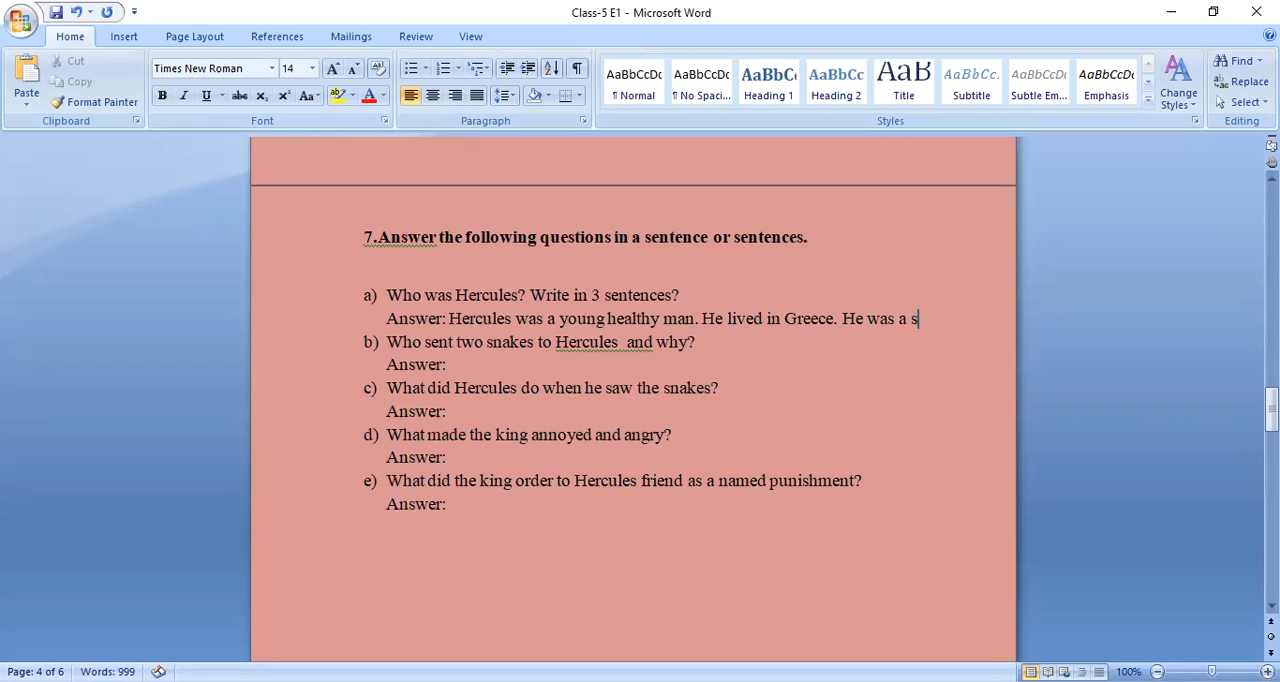 Class-5 E1 - Microsoft Word
Home Insert Page Layout References Mailings Review View
Paste
Cut
Copy
Format Painter
Clipboard
Times New Roman 14
Font
Paragraph
AaBbCcDc AaBbCcDc AaBbC AaBbCc AaB AaBbCc. AaBbCcDc AaBbCcDc
¶ Normal ¶ No Spaci... Heading 1 Heading 2 Title Subtitle Subtle Em... Emphasis
Change Styles
Styles
Find
Replace
Select
Editing
7.Answer the following questions in a sentence or sentences.
a) Who was Hercules? Write in 3 sentences?
Answer: Hercules was a young healthy man. He lived in Greece. He was a s
b) Who sent two snakes to Hercules  and why?
Answer:
c) What did Hercules do when he saw the snakes?
Answer:
d) What made the king annoyed and angry?
Answer:
e) What did the king order to Hercules friend as a named punishment?
Answer:
Page: 4 of 6 Words: 999 100%